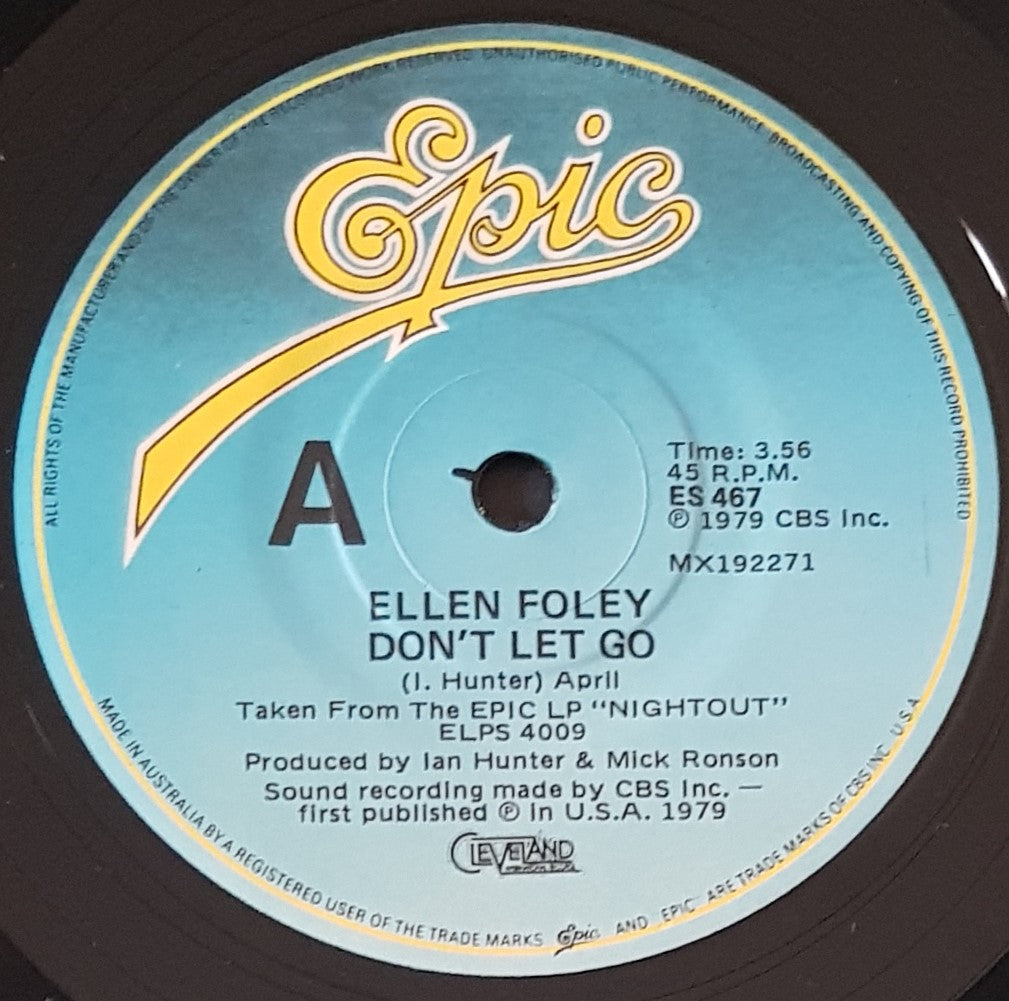 ALL RIGHTS OF THE MANUFACTURER AND OF THE OWNER OF THE RECORDED WORK RESERVED. UNAUTHORISED PUBLIC PERFORMANCE, BROADCASTING AND COPYING OF THIS RECORD PROHIBITED
Epic
A
Time: 3.56
45 R.P.M.
ES 467
℗ 1979 CBS Inc.
MX192271
ELLEN FOLEY
DON'T LET GO
(I. Hunter) April
Taken From The EPIC LP "NIGHTOUT"
ELPS 4009
Produced by Ian Hunter & Mick Ronson
Sound recording made by CBS Inc. —
first published ℗ in U.S.A. 1979
CLEVELAND
MADE IN AUSTRALIA BY A REGISTERED USER OF THE TRADE MARKS Epic AND EPIC ARE TRADE MARKS OF CBS INC U.S.A